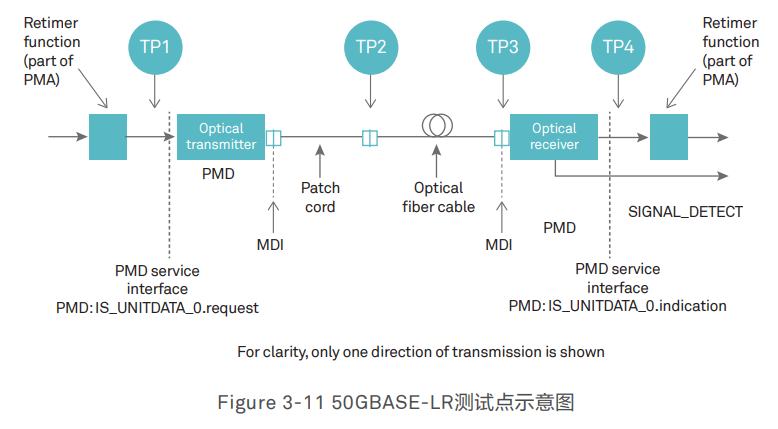 Retimer
function
(part of
PMA)
TP1
TP2
TP3
TP4
Retimer
function
(part of
PMA)
Optical
transmitter
PMD
Patch
cord
Optical
fiber cable
Optical
receiver
MDI
MDI
PMD
SIGNAL_DETECT
PMD service
interface
PMD: IS_UNITDATA_0.request
PMD service
interface
PMD: IS_UNITDATA_0.indication
For clarity, only one direction of transmission is shown
Figure 3-11 50GBASE-LR测试点示意图